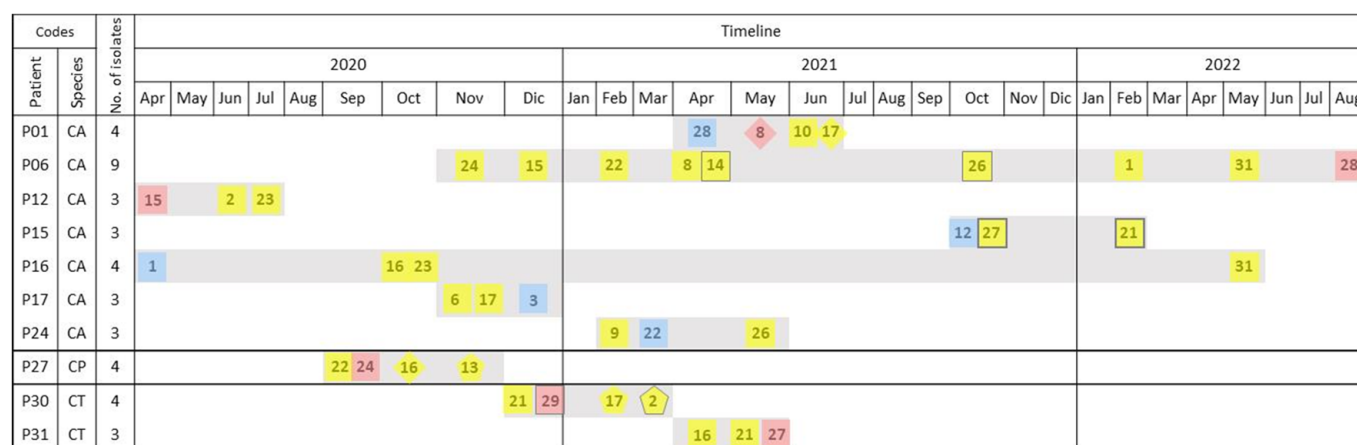 Codes No. of isolates Timeline
Patient Species 2020 2021 2022
Apr May Jun Jul Aug Sep Oct Nov Dic Jan Feb Mar Apr May Jun Jul Aug Sep Oct Nov Dic Jan Feb Mar Apr May Jun Jul Aug
P01 CA 4 28 8 10 17
P06 CA 9 24 15 22 8 14 26 1 31 28
P12 CA 3 15 2 23
P15 CA 3 12 27 21
P16 CA 4 1 16 23 31
P17 CA 3 6 17 3
P24 CA 3 9 22 26
P27 CP 4 22 24 16 13
P30 CT 4 21 29 17 2
P31 CT 3 16 21 27